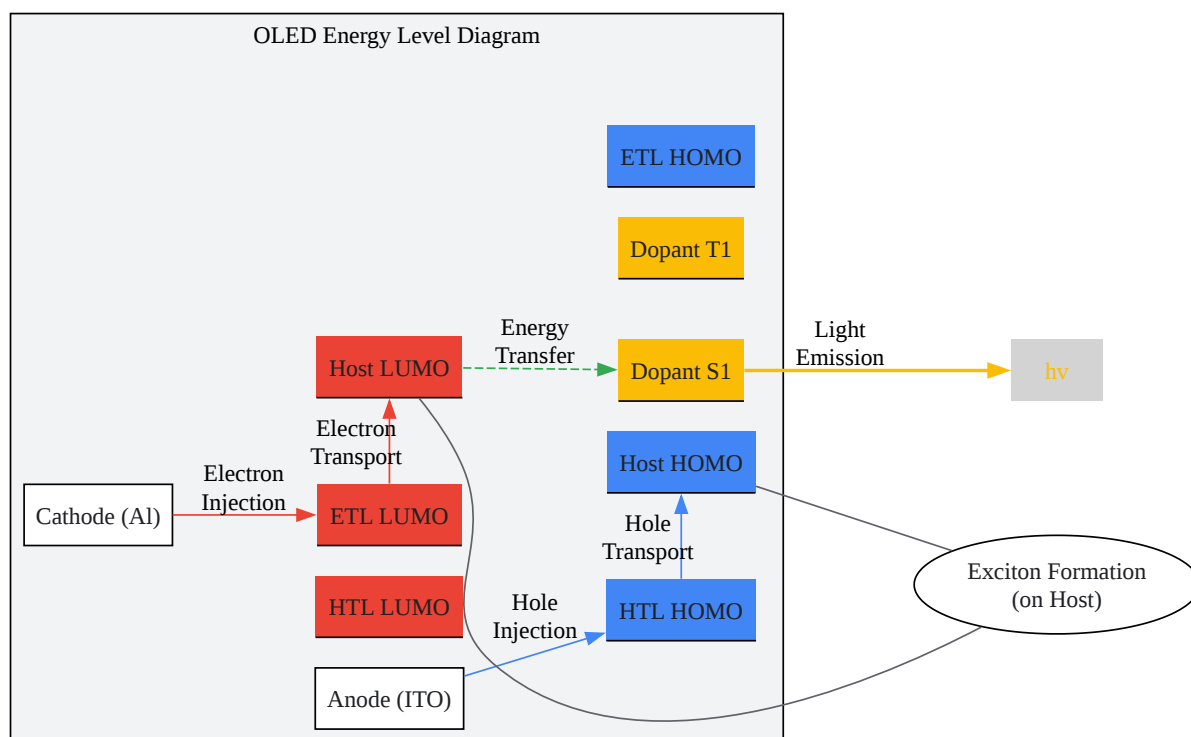 OLED Energy Level Diagram
ETL HOMO
Dopant T1
Energy
Transfer
Light
Emission
Host LUMO
Dopant S1
hv
Electron
Transport
Host HOMO
Electron
Injection
Cathode (Al)
ETL LUMO
Hole
Transport
Exciton Formation
(on Host)
HTL LUMO
Hole
Injection
HTL HOMO
Anode (ITO)